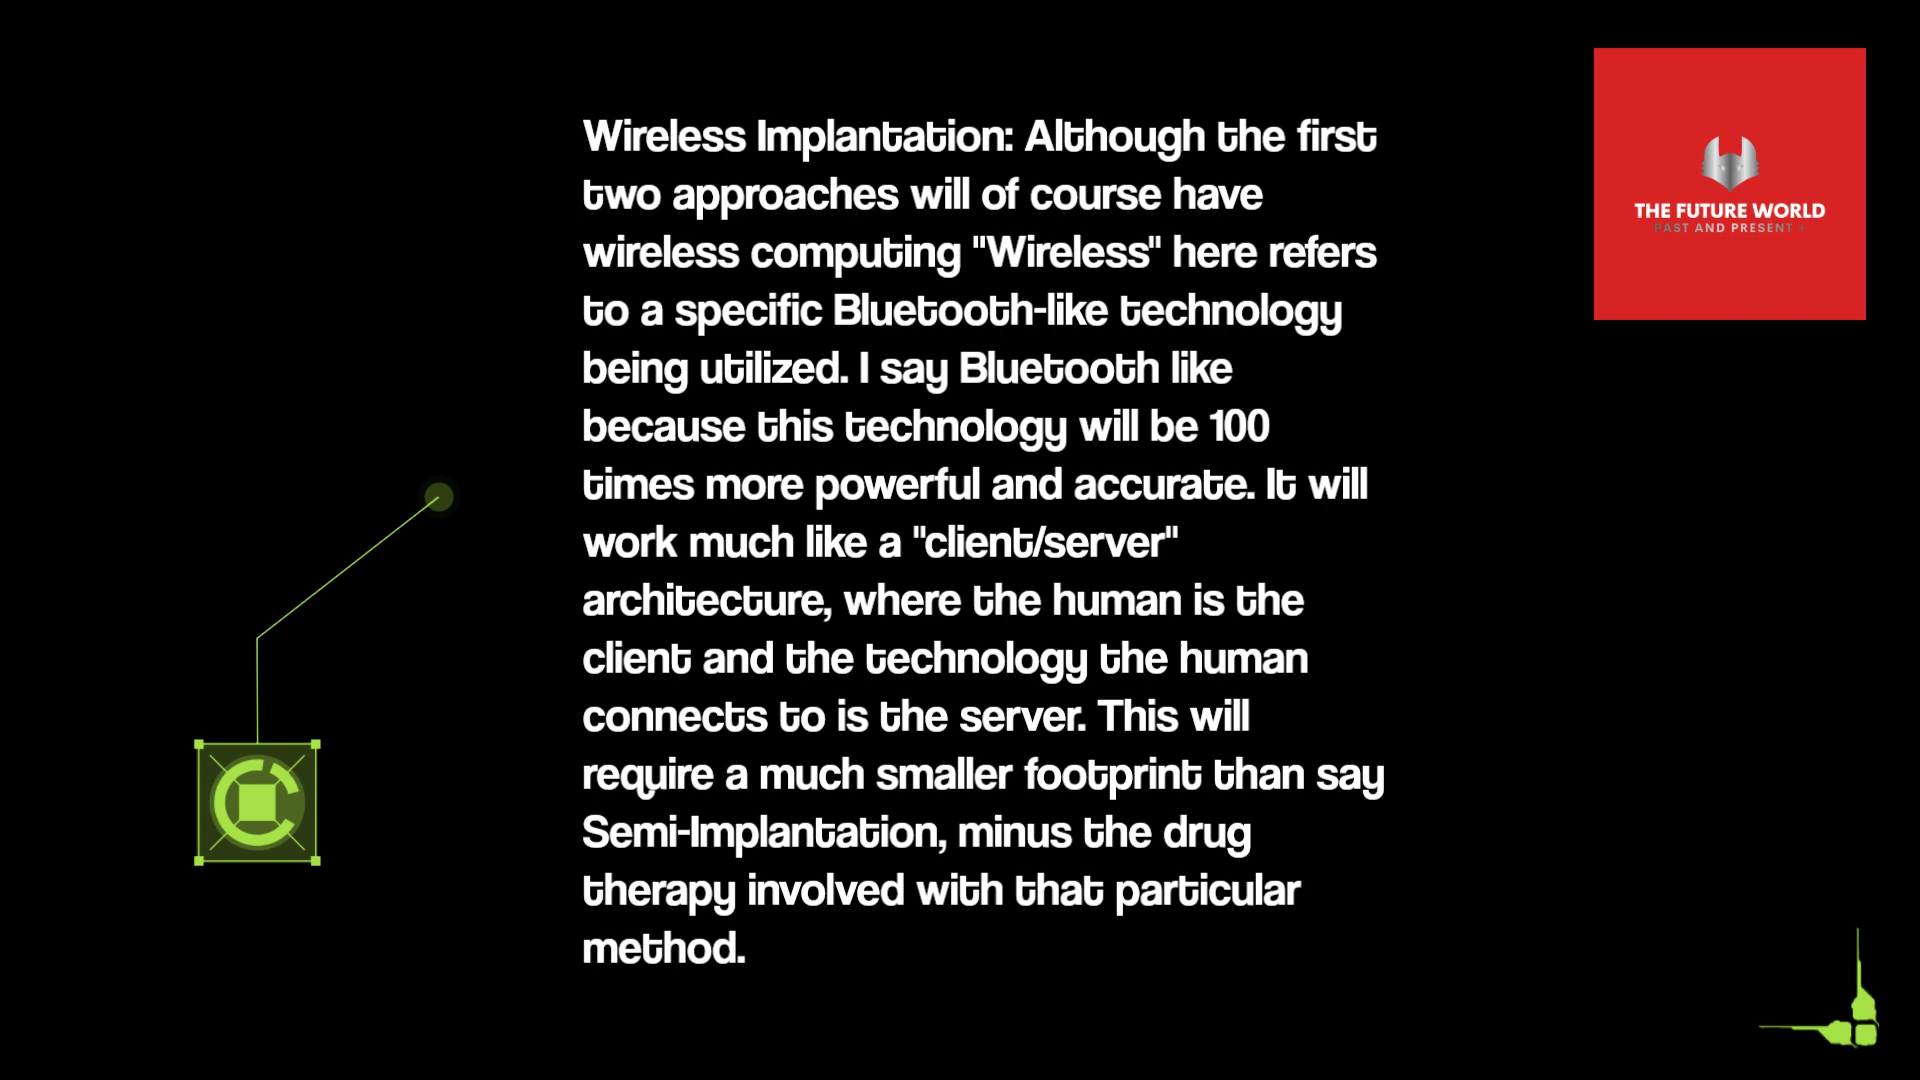 Wireless Implantation: Although the first
two approaches will of course have
wireless computing "Wireless" here refers
to a specific Bluetooth-like technology
being utilized. I say Bluetooth like
because this technology will be 100
times more powerful and accurate. It will
work much like a "client/server"
architecture, where the human is the
client and the technology the human
connects to is the server. This will
require a much smaller footprint than say
Semi-Implantation, minus the drug
therapy involved with that particular
method.
THE FUTURE WORLD
PAST AND PRESENT +